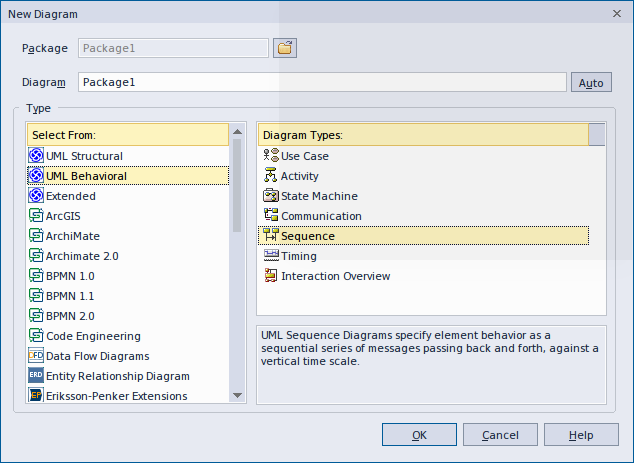 New Diagram
Package
Package1
Diagram
Package1
Auto
Type
Select From:
UML Structural
UML Behavioral
Extended
ArcGIS
ArchiMate
Archimate 2.0
BPMN 1.0
BPMN 1.1
BPMN 2.0
Code Engineering
DFD Data Flow Diagrams
ERD Entity Relationship Diagram
EP Eriksson-Penker Extensions
Diagram Types:
Use Case
Activity
State Machine
Communication
Sequence
Timing
Interaction Overview
UML Sequence Diagrams specify element behavior as a
sequential series of messages passing back and forth, against a
vertical time scale.
OK
Cancel
Help